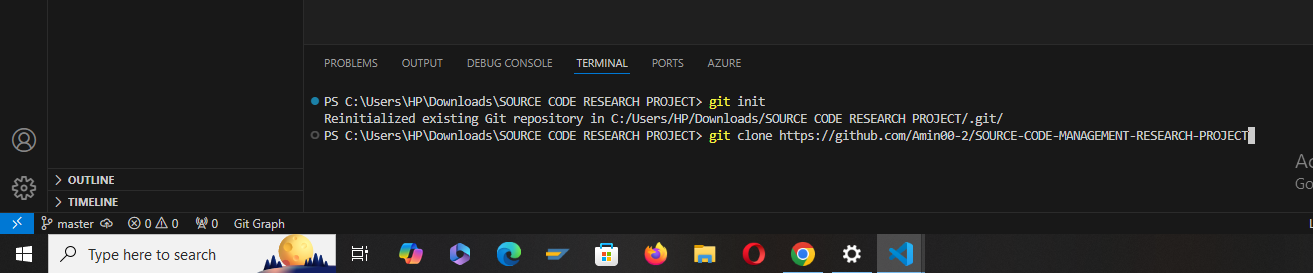 PROBLEMS OUTPUT DEBUG CONSOLE TERMINAL PORTS AZURE
PS C:\Users\HP\Downloads\SOURCE CODE RESEARCH PROJECT> git init
Reinitialized existing Git repository in C:/Users/HP/Downloads/SOURCE CODE RESEARCH PROJECT/.git/
PS C:\Users\HP\Downloads\SOURCE CODE RESEARCH PROJECT> git clone https://github.com/Amin00-2/SOURCE-CODE-MANAGEMENT-RESEARCH-PROJECT
OUTLINE
TIMELINE
master 0 0 0 Git Graph
Type here to search